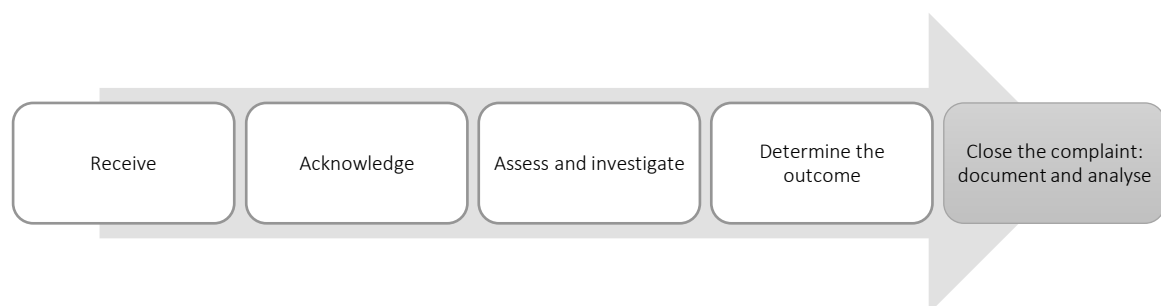 Receive
Acknowledge
Assess and investigate
Determine the
outcome
Close the complaint:
document and analyse